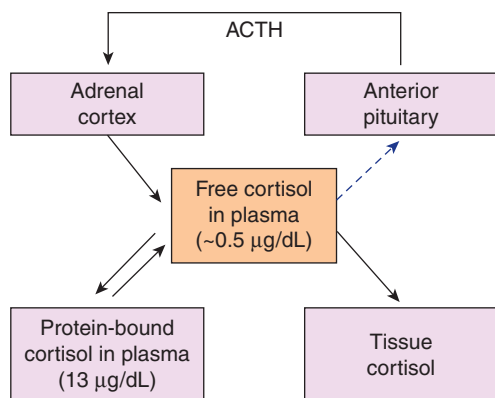 ACTH
Adrenal
cortex
Anterior
pituitary
Free cortisol
in plasma
(~0.5 μg/dL)
Protein-bound
cortisol in plasma
(13 μg/dL)
Tissue
cortisol